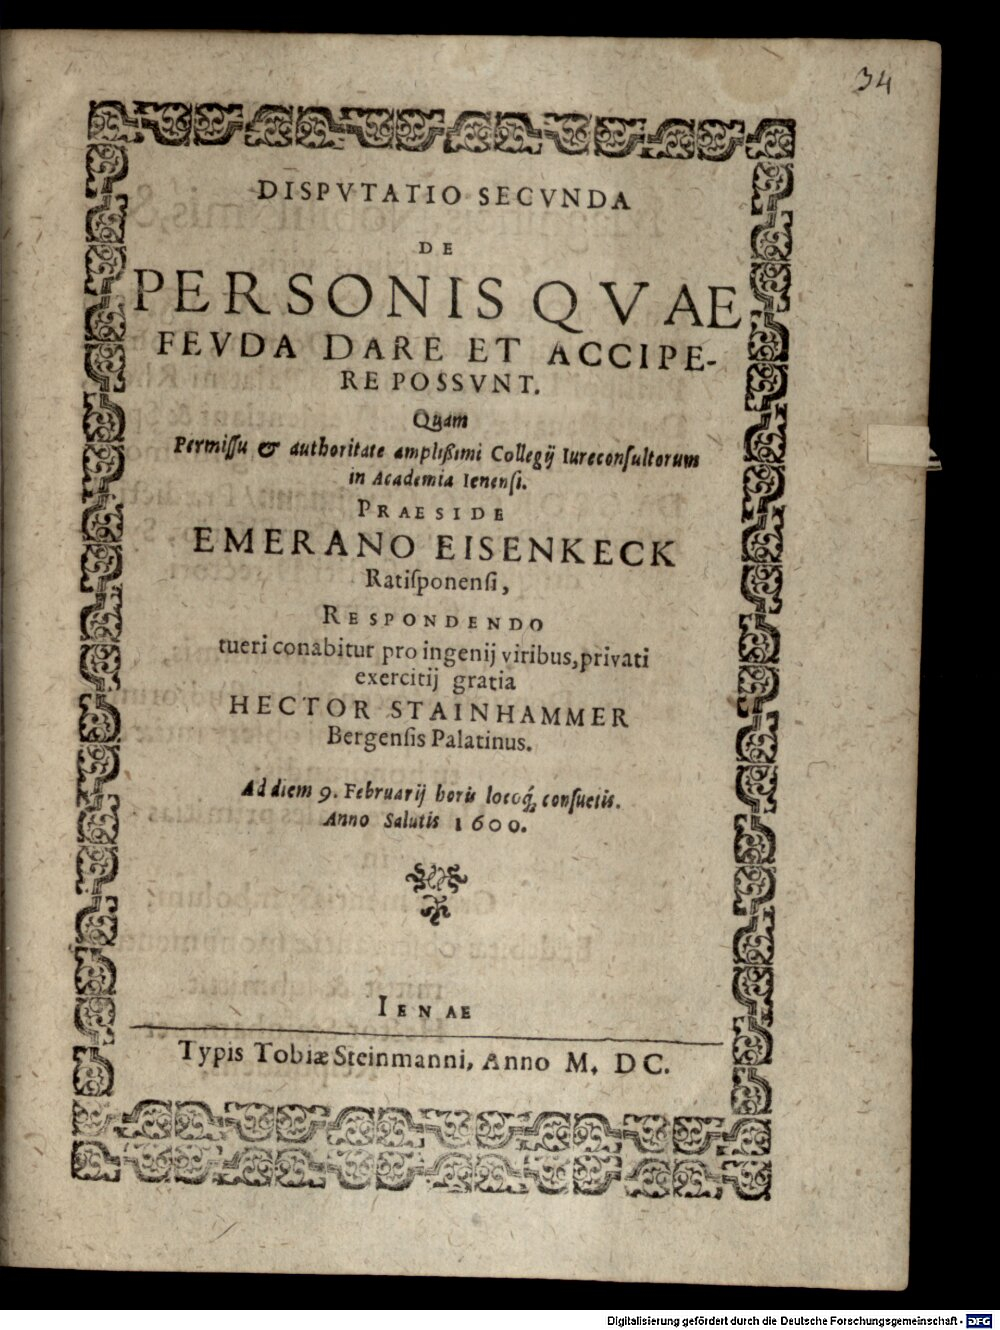 34
DISPVTATIO SECVNDA
DE
PERSONIS QVAE
FEVDA DARE ET ACCIPE-
RE POSSVNT.
Quam
Permissu & authoritate amplißimi Collegij Iureconsultorum
in Academia Ienensi.
PRAESIDE
EMERANO EISENKECK
Ratisponensi,
RESPONDENDO
tueri conabitur pro ingenij viribus, privati
exercitij gratia
HECTOR STAINHAMMER
Bergensis Palatinus.
Ad diem 9. Februarij horis locoq́; consuetis.
Anno Salutis 1600.
IENAE
Typis Tobiæ Steinmanni, Anno M. DC.
Digitalisierung gefördert durch die Deutsche Forschungsgemeinschaft - DFG